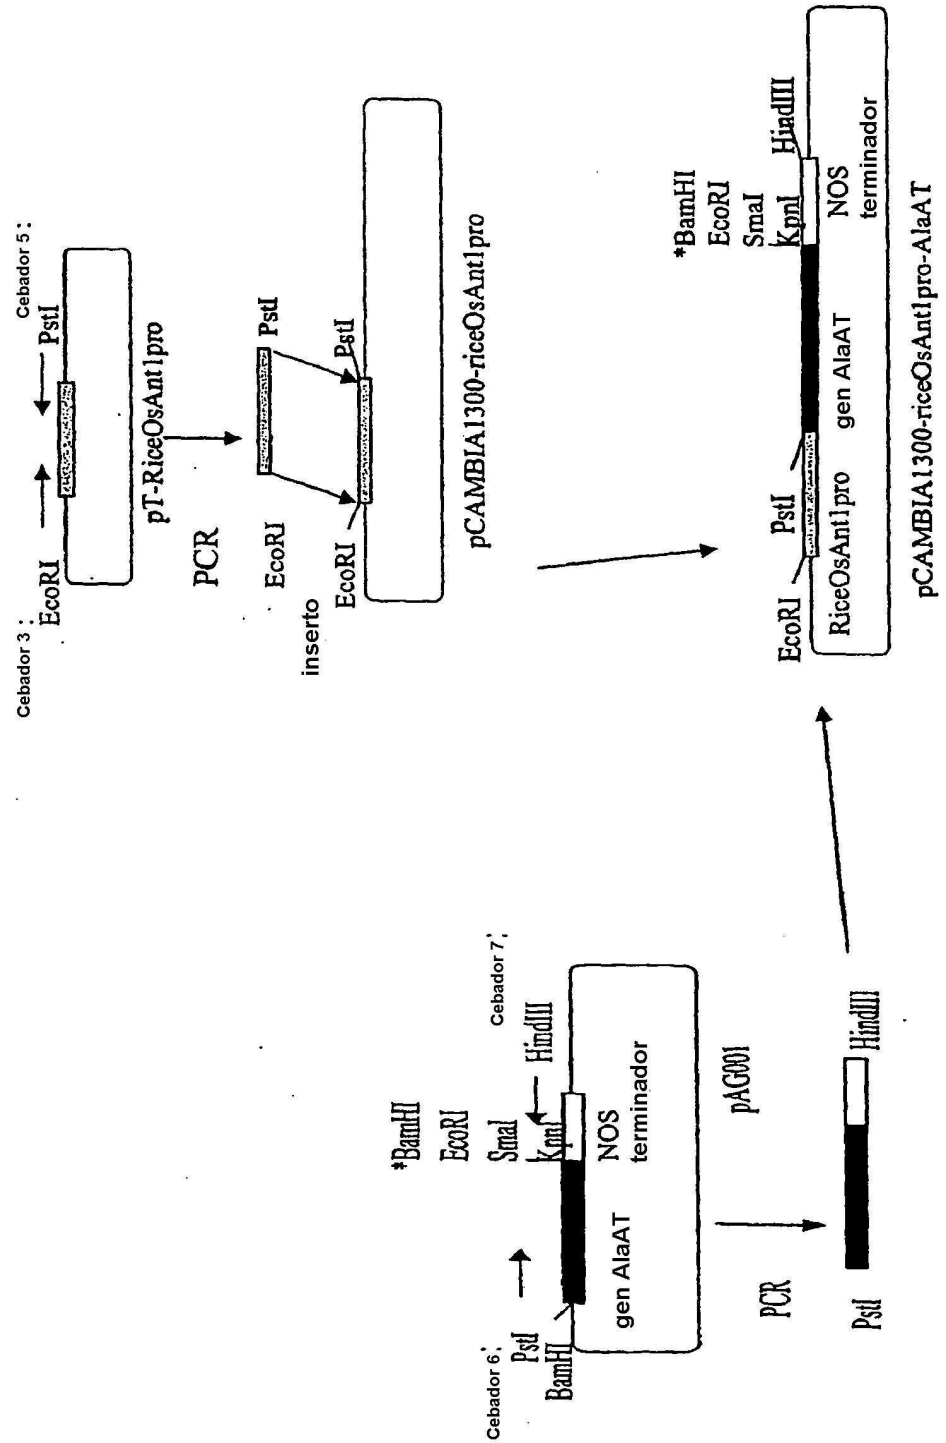 Cebador 3 :
EcoRI
Cebador 5 :
PstI
pT-RiceOsAnt1pro
PCR
EcoRI
PstI
inserto
EcoRI
PstI
pCAMBIA1300-riceOsAnt1pro
Cebador 6 :
PstI
BamHI
*BamHI
EcoRI
SmaI
KpnI
Cebador 7 :
HindIII
gen AlaAT
NOS
terminador
pAG001
PCR
PstI
HindIII
EcoRI
PstI
RiceOsAnt1pro
gen AlaAT
*BamHI
EcoRI
SmaI
KpnI
HindIII
NOS
terminador
pCAMBIA1300-riceOsAnt1pro-AlaAT